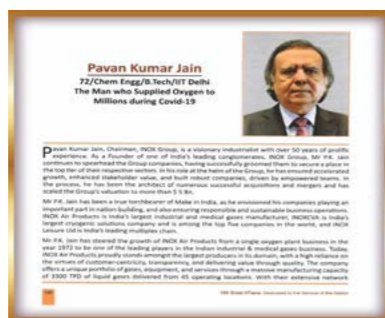 Pavan Kumar Jain
72/Chem Engg/B.Tech/IIT Delhi
The Man who Supplied Oxygen to
Millions during Covid-19
Pavan Kumar Jain, Chairman, INOX Group, is a visionary industrialist with over 50 years of prolific
experience. As a Founder of one of India's leading conglomerates, INOX Group, Mr P.K. Jain
continues to spearhead the Group companies, having successfully groomed them to secure a place in
the top tier of their respective sectors. In his role at the helm of the Group, he has ensured accelerated
growth, enhanced stakeholder value, and built robust companies, driven by empowered teams. In
the process, he has been the architect of numerous successful acquisitions and mergers and has
scaled the Group's valuation to more than $ 5 Bn.
Mr P.K. Jain has been a true torchbearer of Make in India, as he envisioned his companies playing an
important part in nation building, and also ensuring responsible and sustainable business operations.
INOX Air Products is India's largest industrial and medical gases manufacturer, INOXCVA is India's
largest cryogenic solutions company and is among the top five companies in the world, and INOX
Leisure Ltd is India's leading multiplex chain.
Mr P.K. Jain has steered the growth of INOX Air Products from a single oxygen plant business in the
year 1972 to be one of the leading players in the Indian Industrial & medical gases business. Today,
INOX Air Products proudly stands amongst the largest producers in its domain, with a high reliance on
the virtues of customer-centricity, transparency, and delivering value through quality. The company
offers a unique portfolio of gases, equipment, and services through a massive manufacturing capacity
of 3300 TPD of liquid gases delivered from 45 operating locations. With their extensive network